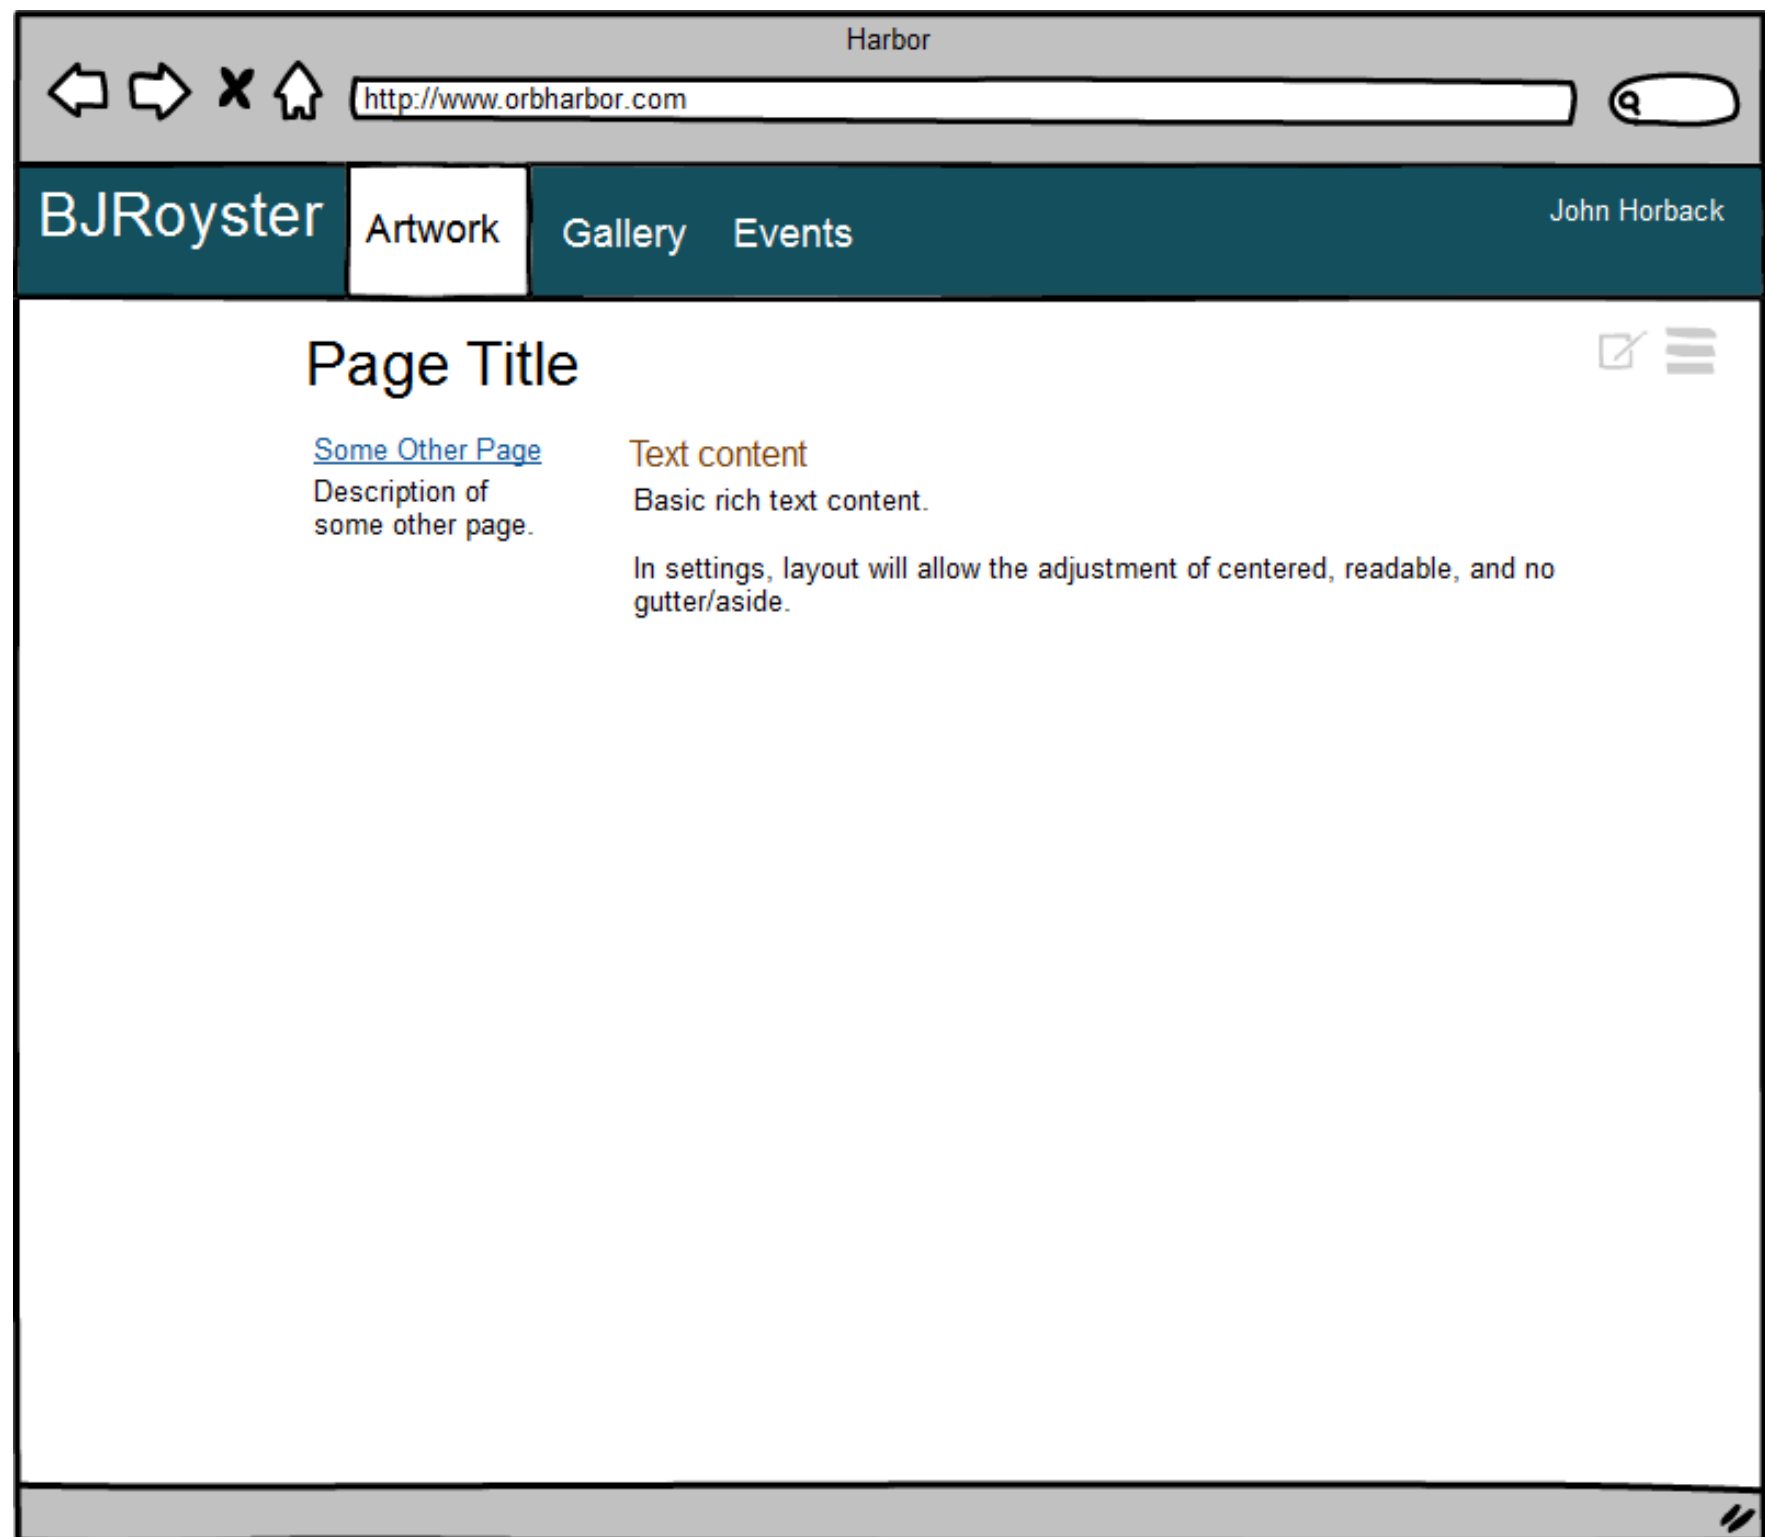 Harbor
http://www.orbharbor.com
BJRoyster
Artwork
Gallery
Events
John Horback
Page Title
Some Other Page
Description of
some other page.
Text content
Basic rich text content.
In settings, layout will allow the adjustment of centered, readable, and no
gutter/aside.